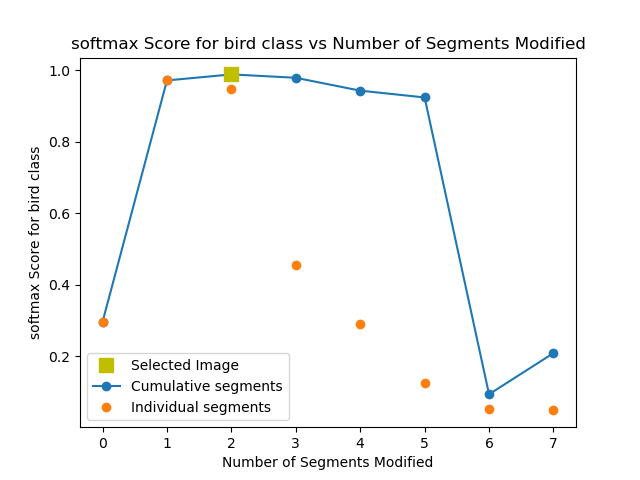 softmax Score for bird class vs Number of Segments Modified
softmax Score for bird class
1.0
0.8
0.6
0.4
0.2
Selected Image
Cumulative segments
Individual segments
0 1 2 3 4 5 6 7
Number of Segments Modified